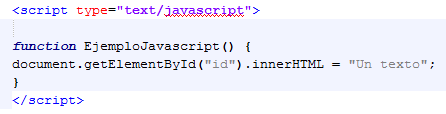 <script type="text/javascript">
function EjemploJavascript() {
document.getElementById("id").innerHTML = "Un texto";
}
</script>